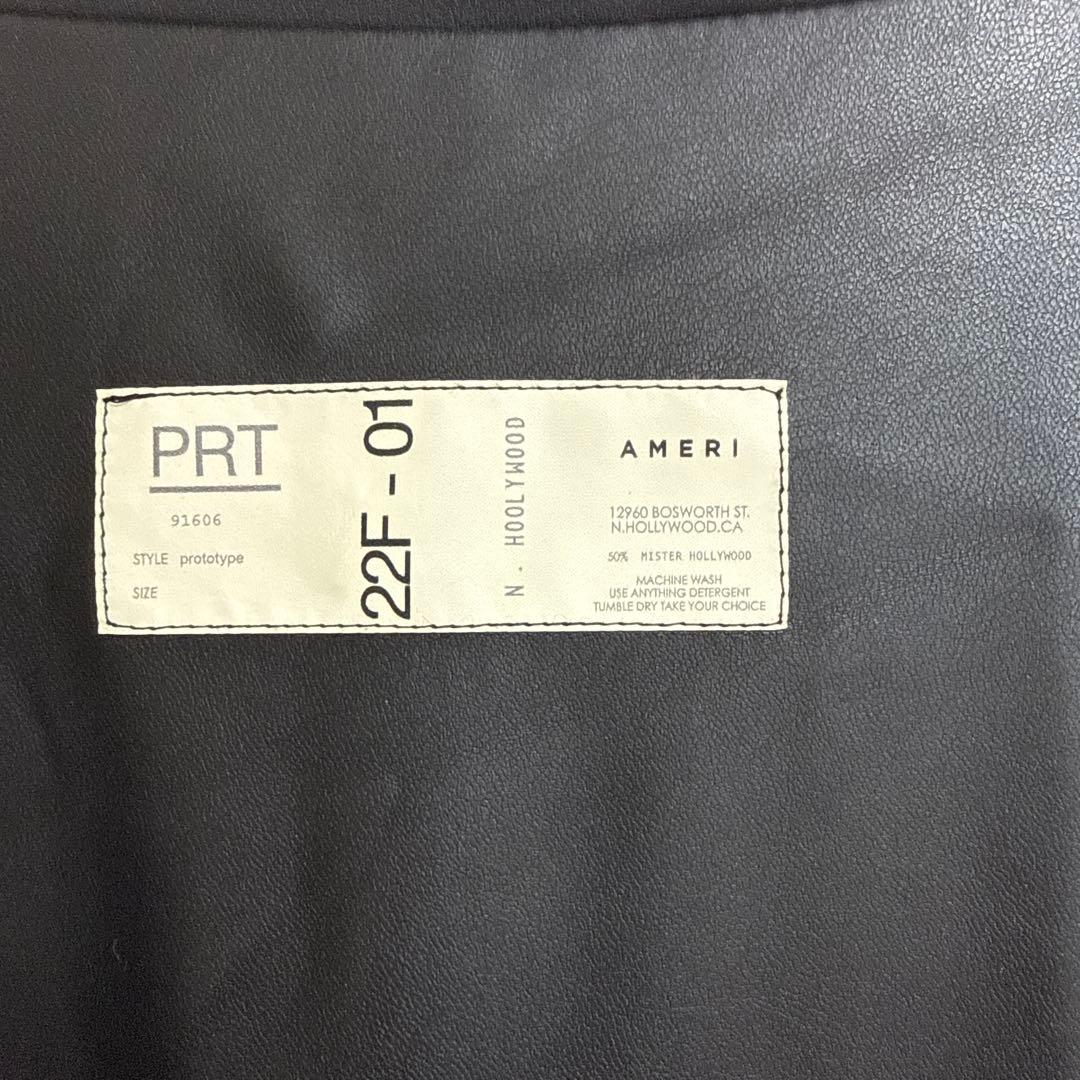 PRT
91606
STYLE prototype
SIZE
22F-01
N. HOOLYWOOD
AMERI
12960 BOSWORTH ST.
N.HOLLYWOOD.CA
50% MISTER HOLLYWOOD
MACHINE WASH
USE ANYTHING DETERGENT
TUMBLE DRY TAKE YOUR CHOICE